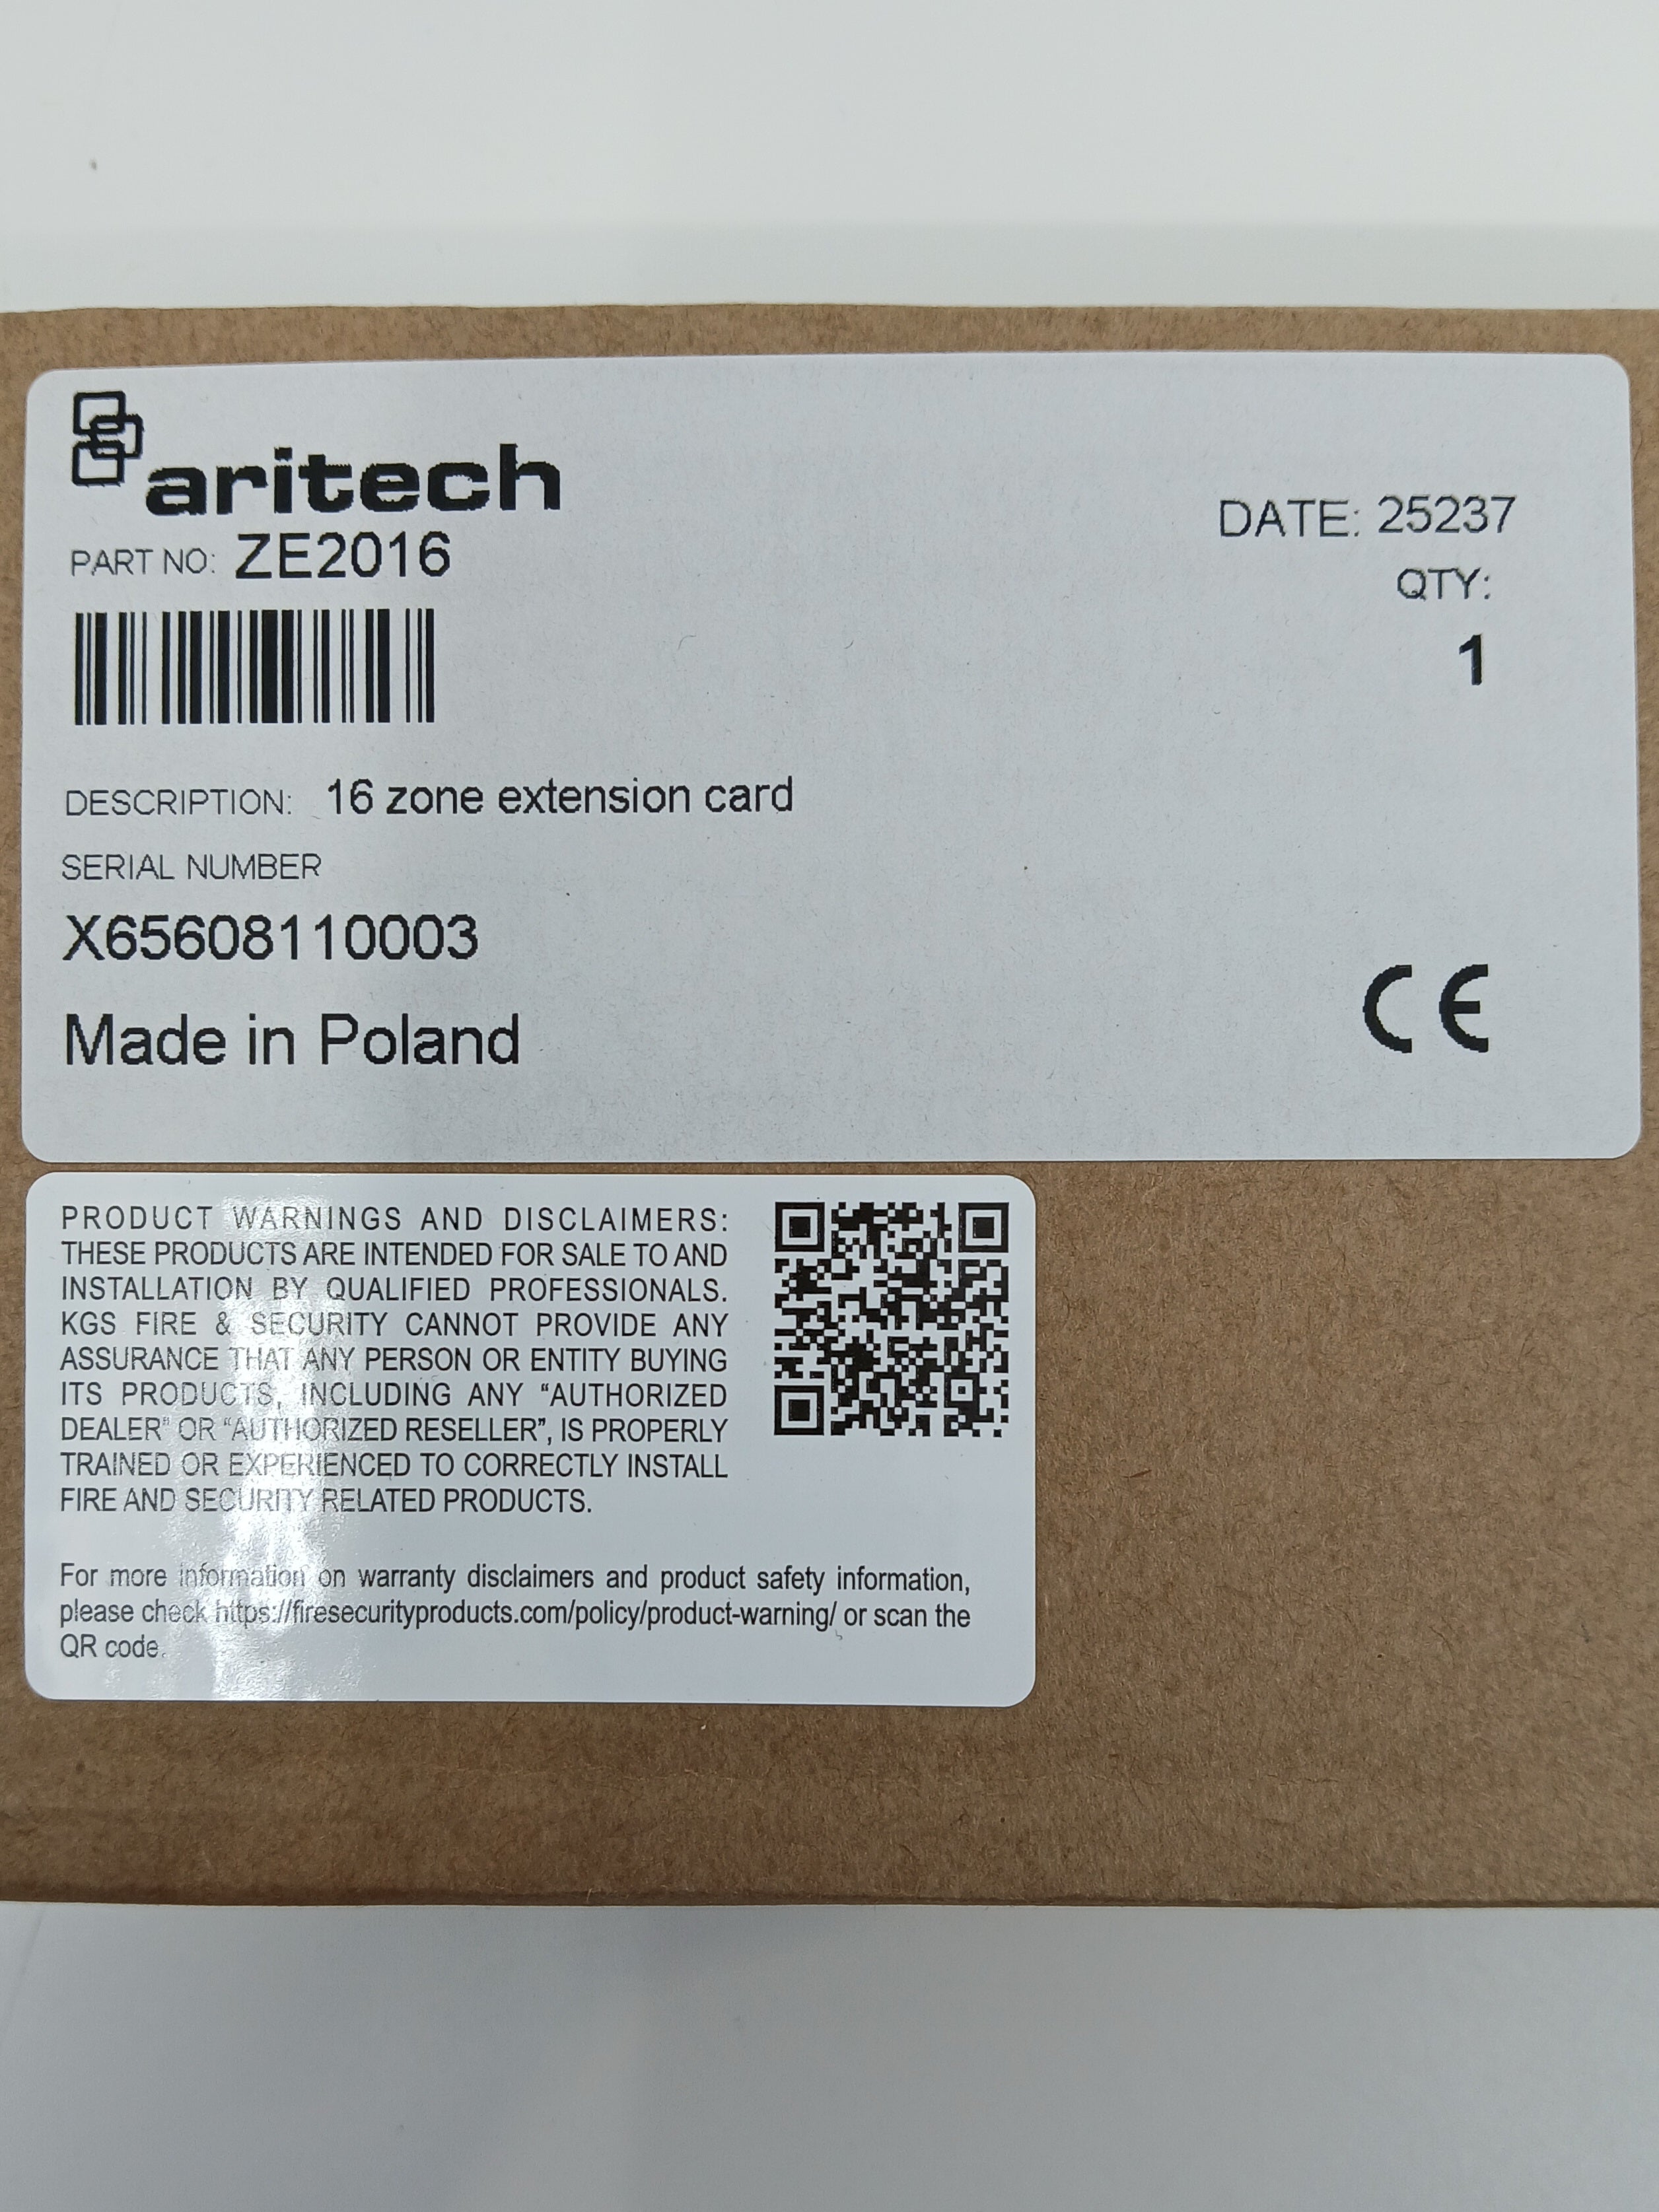 aritech
PART NO: ZE2016
DATE: 25237
QTY:
1
DESCRIPTION: 16 zone extension card
SERIAL NUMBER
X65608110003
Made in Poland
CE
PRODUCT WARNINGS AND DISCLAIMERS:
THESE PRODUCTS ARE INTENDED FOR SALE TO AND
INSTALLATION BY QUALIFIED PROFESSIONALS.
KGS FIRE & SECURITY CANNOT PROVIDE ANY
ASSURANCE THAT ANY PERSON OR ENTITY BUYING
ITS PRODUCTS, INCLUDING ANY “AUTHORIZED
DEALER” OR “AUTHORIZED RESELLER”, IS PROPERLY
TRAINED OR EXPERIENCED TO CORRECTLY INSTALL
FIRE AND SECURITY RELATED PRODUCTS.
For more information on warranty disclaimers and product safety information,
please check https://firesecurityproducts.com/policy/product-warning/ or scan the
QR code.